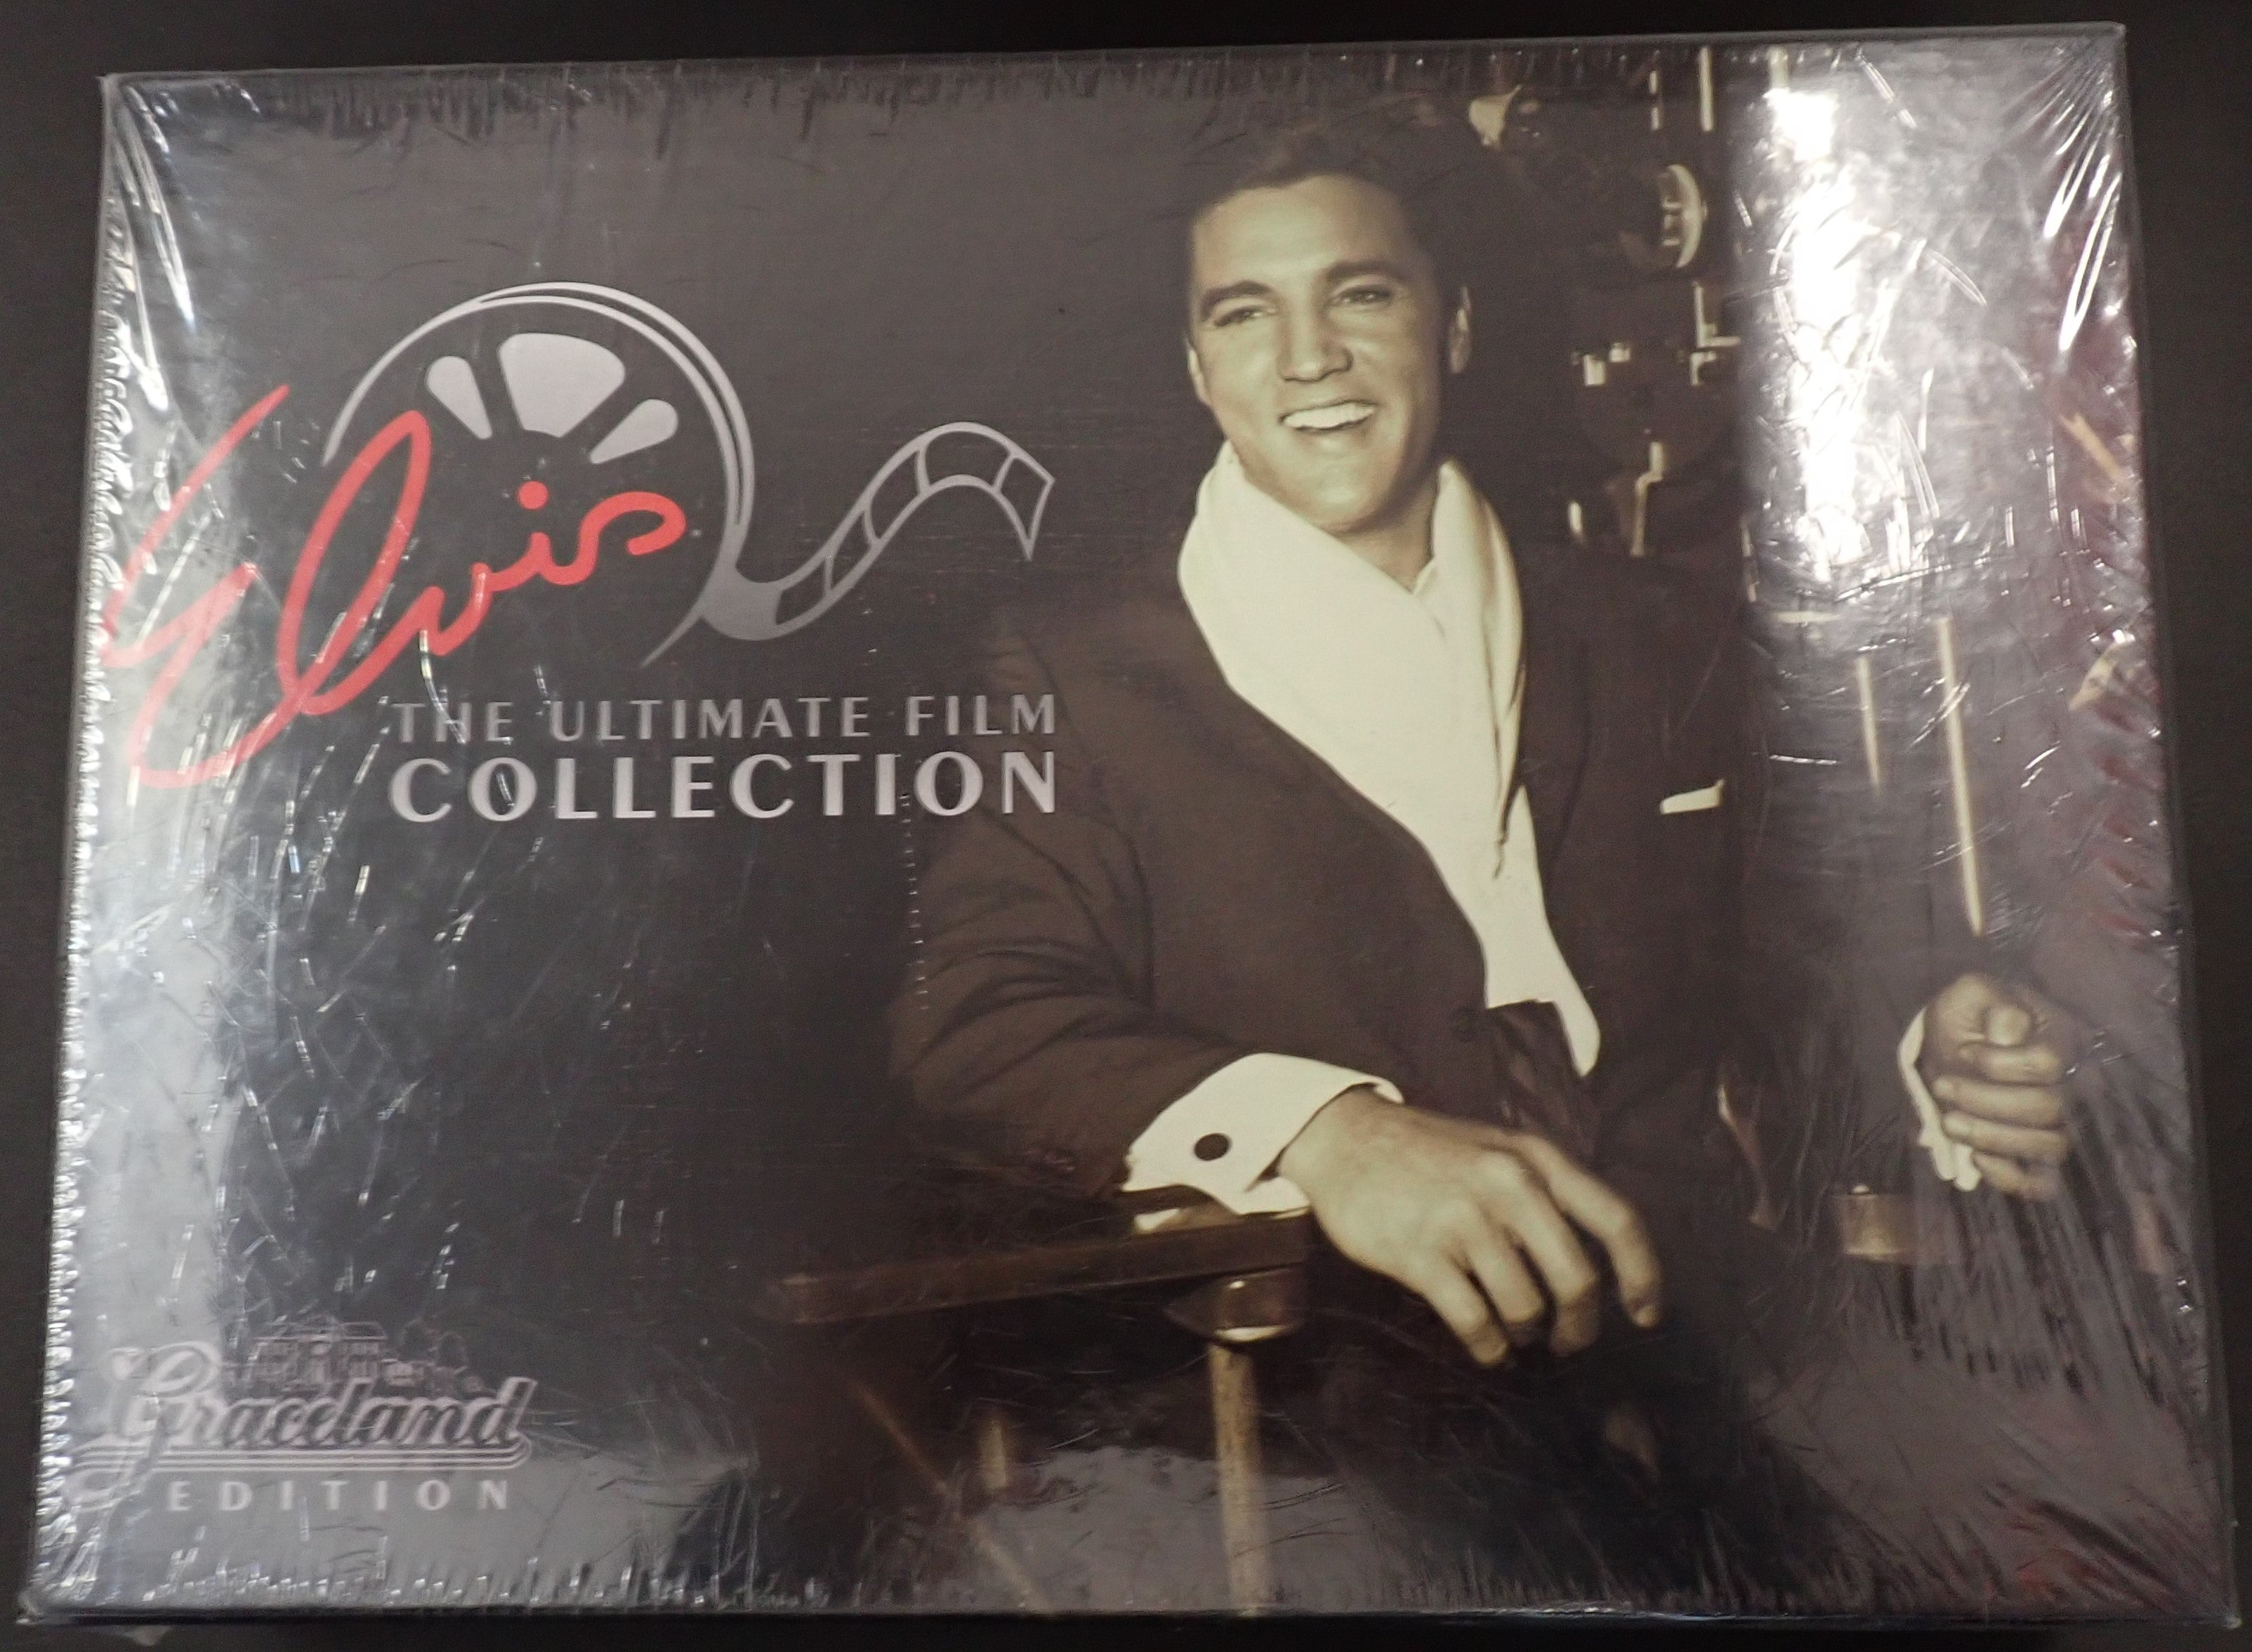 Elvis
THE ULTIMATE FILM
COLLECTION
Graceland
EDITION